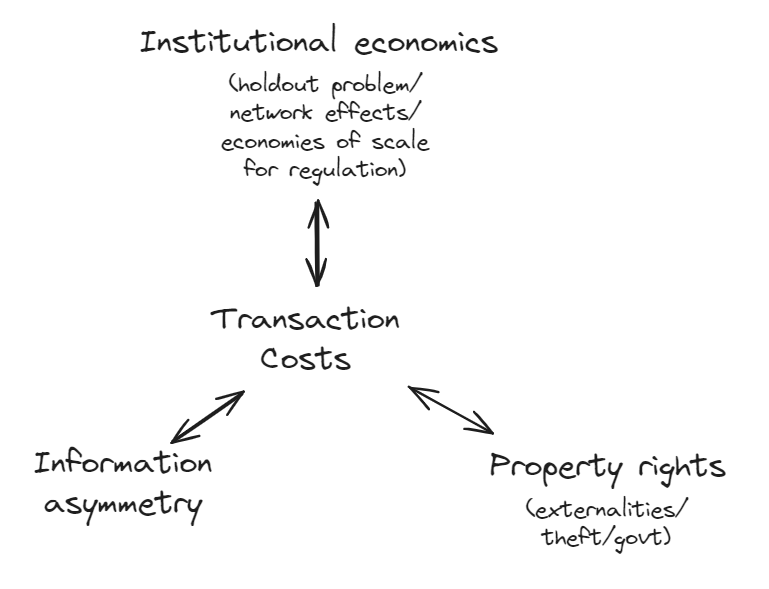 Institutional economics
(holdout problem/
network effects/
economies of scale
for regulation)
Transaction
Costs
Information
asymmetry
Property rights
(externalities/
theft/govt)